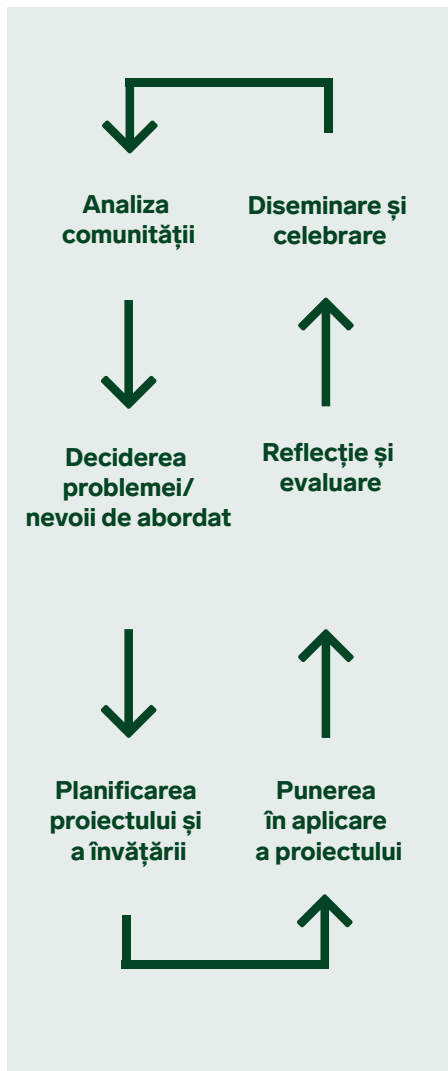 Analiza
comunității
Diseminare și
celebrare
Deciderea
problemei/
nevoii de abordat
Reflecție și
evaluare
Planificarea
proiectului și
a învățării
Punerea
în aplicare
a proiectului